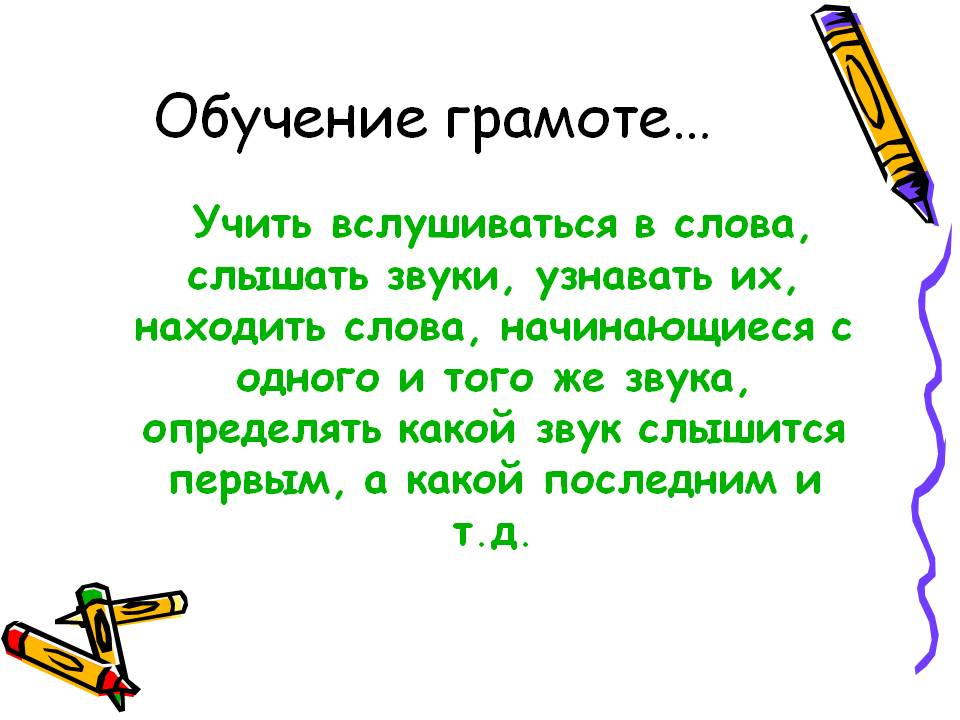 Обучение грамоте...
Учить вслушиваться в слова,
слышать звуки, узнавать их,
находить слова, начинающиеся с
одного и того же звука,
определять какой звук слышится
первым, а какой последним и
т.д.